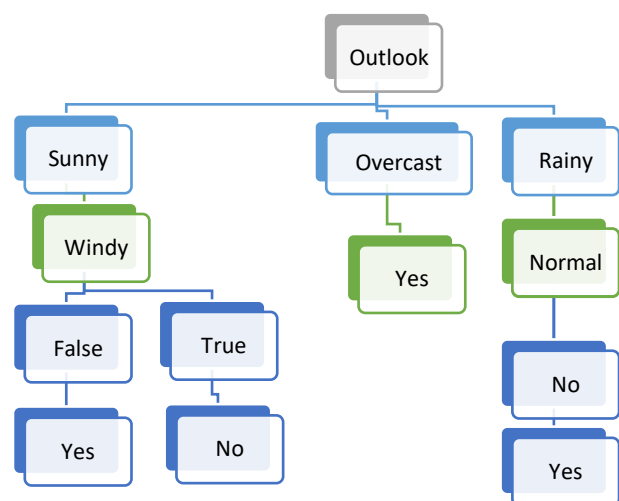 Outlook
Sunny
Overcast
Rainy
Windy
Yes
Normal
False
True
No
Yes
No
Yes